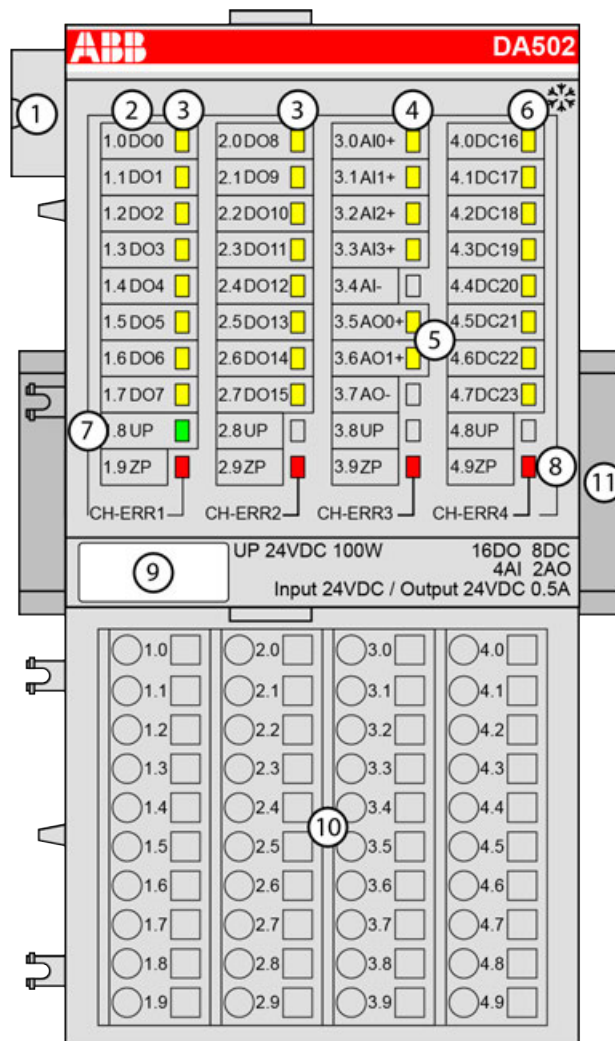 ABB DA502
1 2 3 3 4 6
1.0 DO0 2.0 DO8 3.0 AI0+ 4.0 DC16
1.1 DO1 2.1 DO9 3.1 AI1+ 4.1 DC17
1.2 DO2 2.2 DO10 3.2 AI2+ 4.2 DC18
1.3 DO3 2.3 DO11 3.3 AI3+ 4.3 DC19
1.4 DO4 2.4 DO12 3.4 AI- 4.4 DC20
1.5 DO5 2.5 DO13 3.5 AO0+ 4.5 DC21
5
1.6 DO6 2.6 DO14 3.6 AO1+ 4.6 DC22
1.7 DO7 2.7 DO15 3.7 AO- 4.7 DC23
7 .8 UP 2.8 UP 3.8 UP 4.8 UP
1.9 ZP 2.9 ZP 3.9 ZP 4.9 ZP 8 11
CH-ERR1 CH-ERR2 CH-ERR3 CH-ERR4
9
UP 24VDC 100W 16DO 8DC
4AI 2AO
Input 24VDC / Output 24VDC 0.5A
1.0 2.0 3.0 4.0
1.1 2.1 3.1 4.1
1.2 2.2 3.2 4.2
1.3 2.3 3.3 4.3
1.4 2.4 3.4 4.4
10
1.5 2.5 3.5 4.5
1.6 2.6 3.6 4.6
1.7 2.7 3.7 4.7
1.8 2.8 3.8 4.8
1.9 2.9 3.9 4.9